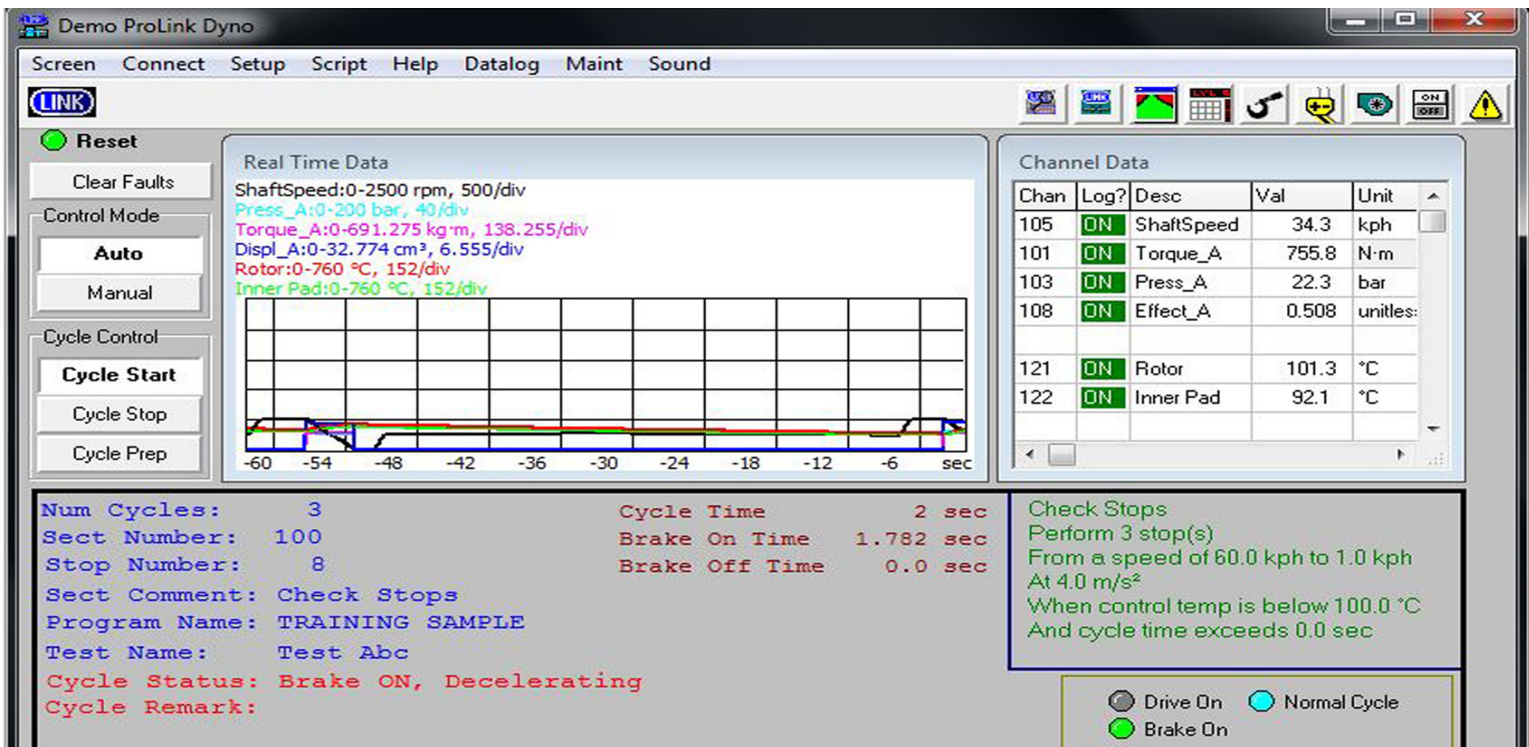 Demo ProLink Dyno
Screen Connect Setup Script Help Datalog Maint Sound
LINK
Reset
Clear Faults
Control Mode
Auto
Manual
Cycle Control
Cycle Start
Cycle Stop
Cycle Prep
Real Time Data
ShaftSpeed:0-2500 rpm, 500/div
Press_A:0-200 bar, 40/div
Torque_A:0-691.275 kg·m, 138.255/div
Displ_A:0-32.774 cm³, 6.555/div
Rotor:0-760 °C, 152/div
Inner Pad:0-760 °C, 152/div
-60 -54 -48 -42 -36 -30 -24 -18 -12 -6 sec
Channel Data
Chan Log? Desc Val Unit
105 ON ShaftSpeed 34.3 kph
101 ON Torque_A 755.8 N·m
103 ON Press_A 22.3 bar
108 ON Effect_A 0.508 unitles:
121 ON Rotor 101.3 °C
122 ON Inner Pad 92.1 °C
Num Cycles: 3
Sect Number: 100
Stop Number: 8
Sect Comment: Check Stops
Program Name: TRAINING SAMPLE
Test Name: Test Abc
Cycle Status: Brake ON, Decelerating
Cycle Remark:
Cycle Time 2 sec
Brake On Time 1.782 sec
Brake Off Time 0.0 sec
Check Stops
Perform 3 stop(s)
From a speed of 60.0 kph to 1.0 kph
At 4.0 m/s²
When control temp is below 100.0 °C
And cycle time exceeds 0.0 sec
Drive On Normal Cycle
Brake On